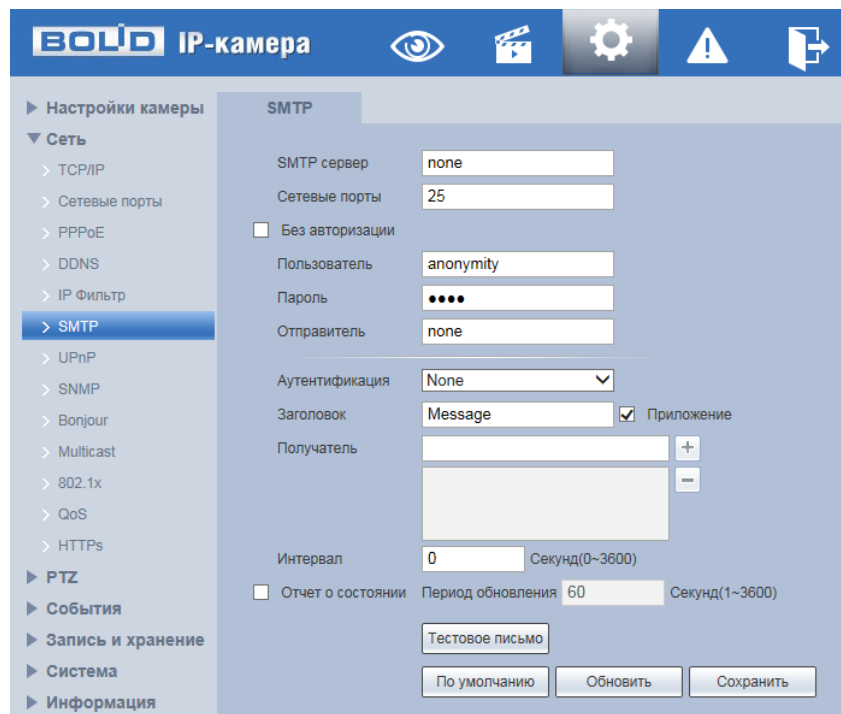 BOLID IP-камера
Настройки камеры
Сеть
TCP/IP
Сетевые порты
PPPoE
DDNS
IP Фильтр
SMTP
UPnP
SNMP
Bonjour
Multicast
802.1x
QoS
HTTPs
PTZ
События
Запись и хранение
Система
Информация
SMTP
SMTP сервер none
Сетевые порты 25
Без авторизации
Пользователь anonymity
Пароль ●●●●
Отправитель none
Аутентификация None
Заголовок Message Приложение
Получатель +
−
Интервал 0 Секунд(0~3600)
Отчет о состоянии Период обновления 60 Секунд(1~3600)
Тестовое письмо
По умолчанию Обновить Сохранить